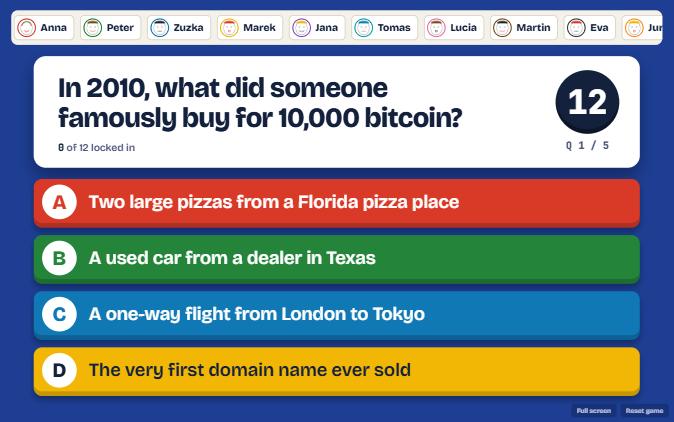 Anna
Peter
Zuzka
Marek
Jana
Tomas
Lucia
Martin
Eva
In 2010, what did someone
famously buy for 10,000 bitcoin?
0 of 12 locked in
12
Q 1 / 5
A Two large pizzas from a Florida pizza place
B A used car from a dealer in Texas
C A one-way flight from London to Tokyo
D The very first domain name ever sold
Full screen
Reset game